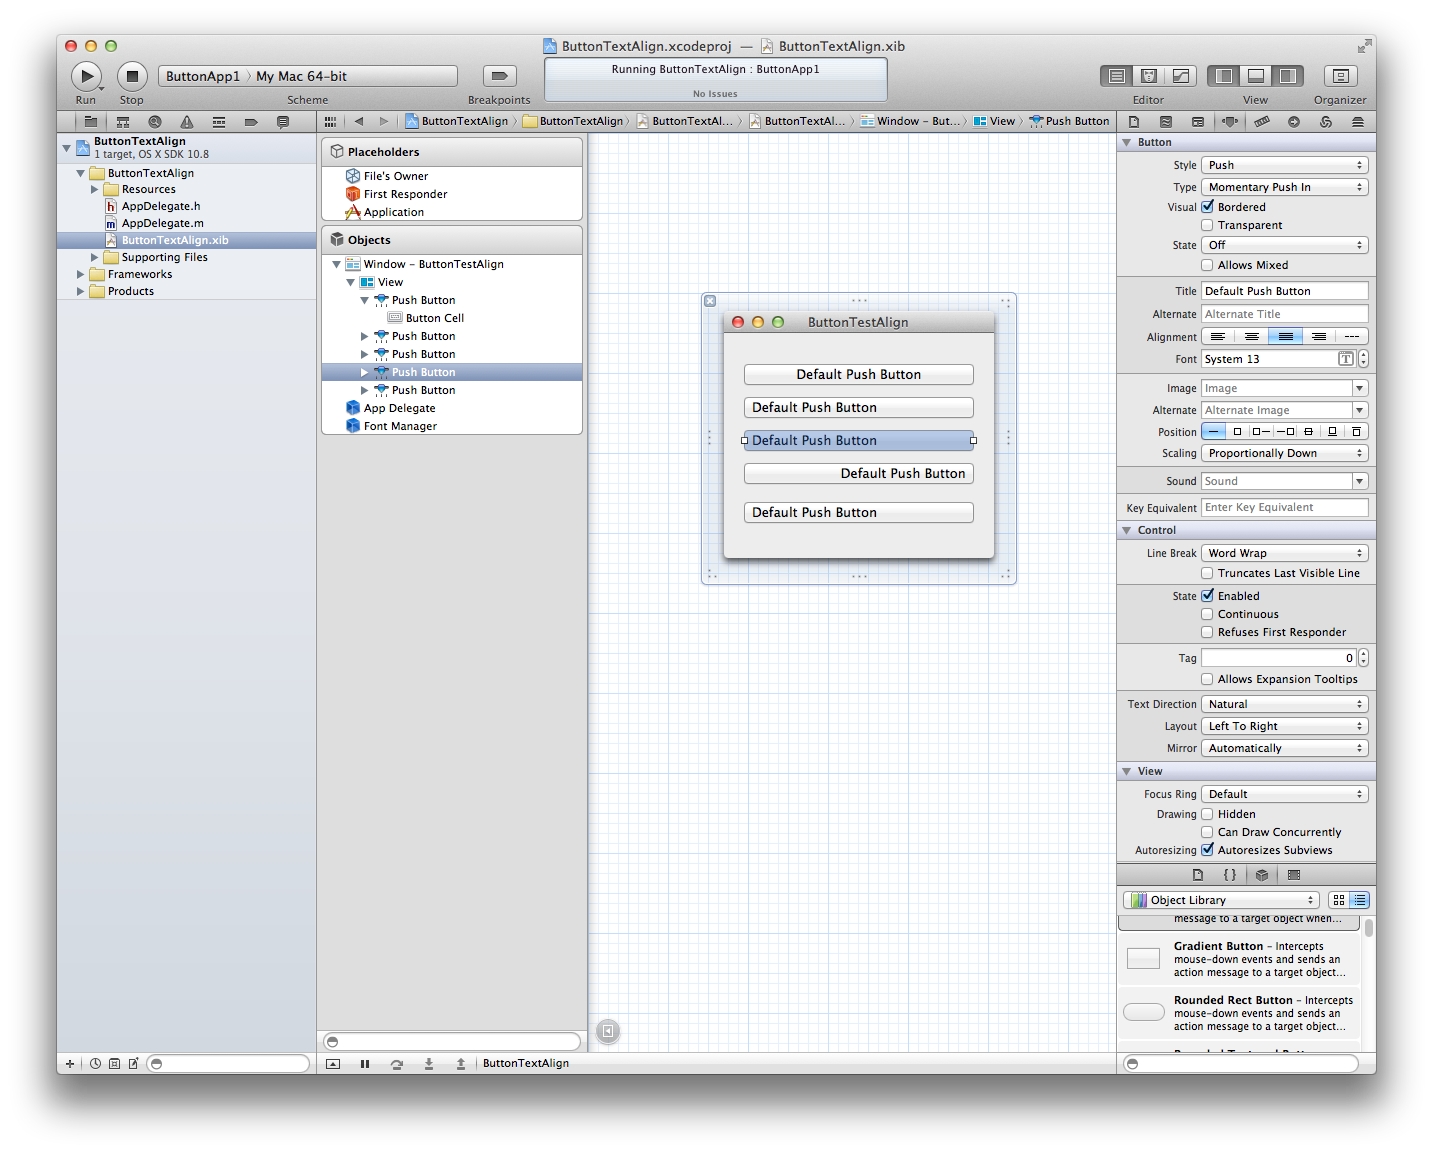 ButtonTextAlign.xcodeproj — ButtonTextAlign.xib
Run
Stop
ButtonApp1 〉 My Mac 64-bit
Scheme
Breakpoints
Running ButtonTextAlign : ButtonApp1
No Issues
Editor
View
Organizer
ButtonTextAlign 〉 ButtonTextAlign 〉 ButtonTextAl... 〉 ButtonTextAl... 〉 Window – But... 〉 View 〉 Push Button
ButtonTextAlign
1 target, OS X SDK 10.8
ButtonTextAlign
Resources
AppDelegate.h
AppDelegate.m
ButtonTextAlign.xib
Supporting Files
Frameworks
Products
Placeholders
File's Owner
First Responder
Application
Objects
Window – ButtonTestAlign
View
Push Button
Button Cell
Push Button
Push Button
Push Button
Push Button
App Delegate
Font Manager
ButtonTestAlign
Default Push Button
Default Push Button
Default Push Button
Default Push Button
Default Push Button
Button
Style Push
Type Momentary Push In
Visual Bordered
Transparent
State Off
Allows Mixed
Title Default Push Button
Alternate Alternate Title
Alignment
Font System 13
Image Image
Alternate Alternate Image
Position
Scaling Proportionally Down
Sound Sound
Key Equivalent Enter Key Equivalent
Control
Line Break Word Wrap
Truncates Last Visible Line
State Enabled
Continuous
Refuses First Responder
Tag 0
Allows Expansion Tooltips
Text Direction Natural
Layout Left To Right
Mirror Automatically
View
Focus Ring Default
Drawing Hidden
Can Draw Concurrently
Autoresizing Autoresizes Subviews
{ }
Object Library
message to a target object when...
Gradient Button – Intercepts
mouse-down events and sends an
action message to a target object...
Rounded Rect Button – Intercepts
mouse-down events and sends an
action message to a target object...
ButtonTextAlign